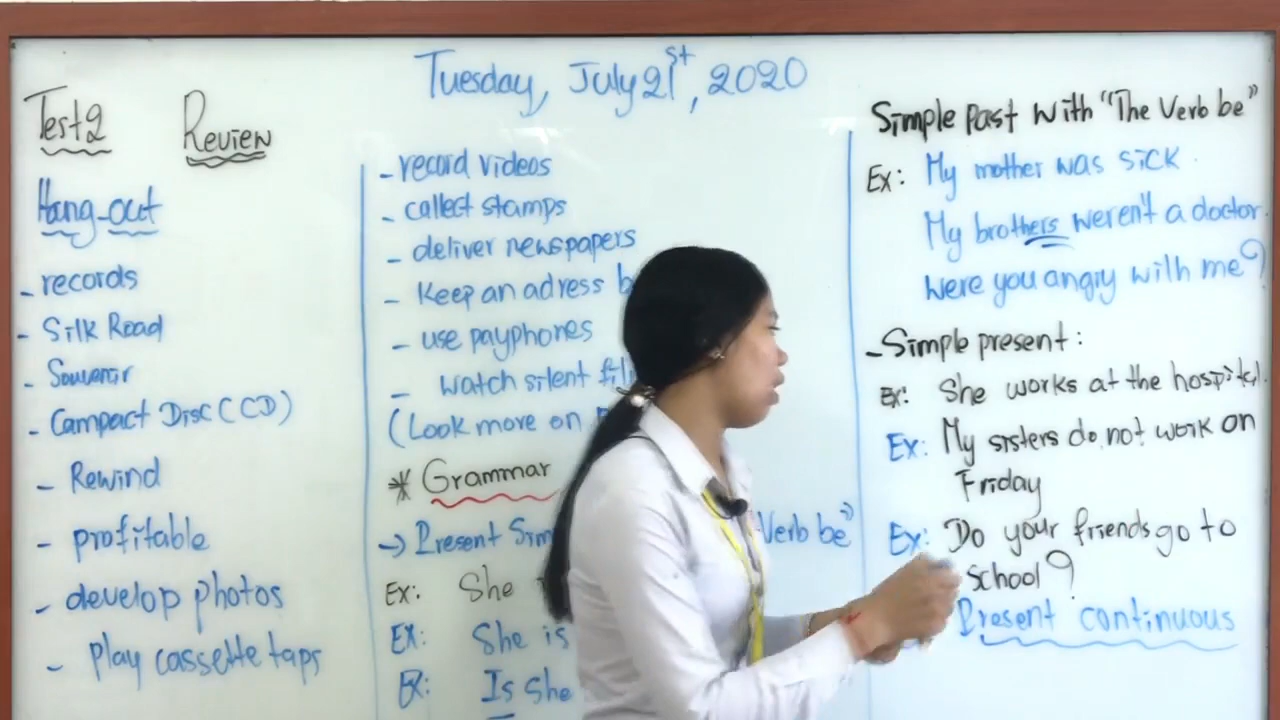 Tuesday, July 21st, 2020
Test 2 Review
Hang-out
- records
- Silk Road
- Souvenir
- Compact Disc (CD)
- Rewind
- profitable
- develop photos
- Play cassette taps
- record videos
- collect stamps
- deliver newspapers
- Keep an adress
- use payphones
- watch silent
(Look more on
* Grammar
→ Present Verb be"
Ex: She
Ex: She is
Ex: Is She
Simple Past with "The Verb be"
Ex: My mother was sick.
My brothers weren't a doctor.
Were you angry with me?
- Simple present:
Ex: She works at the hospital.
Ex: My sisters do not work on
Friday
Ex: Do your friends go to
school?
Present continuous